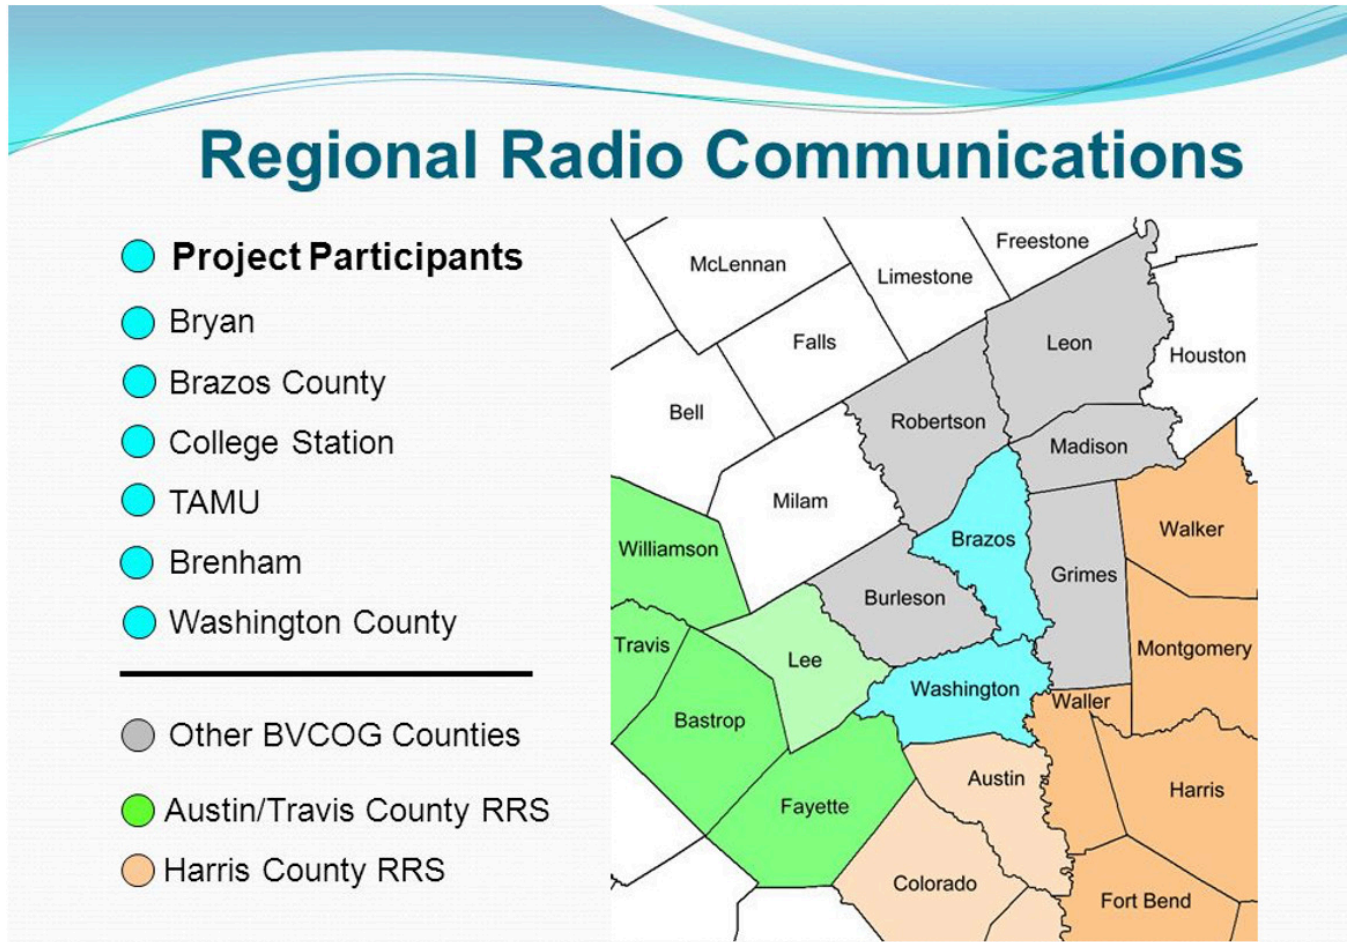 Regional Radio Communications
Project Participants
Bryan
Brazos County
College Station
TAMU
Brenham
Washington County
Other BVCOG Counties
Austin/Travis County RRS
Harris County RRS
Freestone
McLennan
Limestone
Falls
Leon
Houston
Bell
Robertson
Madison
Milam
Walker
Williamson
Brazos
Grimes
Burleson
Travis
Lee
Montgomery
Washington
Waller
Bastrop
Austin
Harris
Fayette
Colorado
Fort Bend